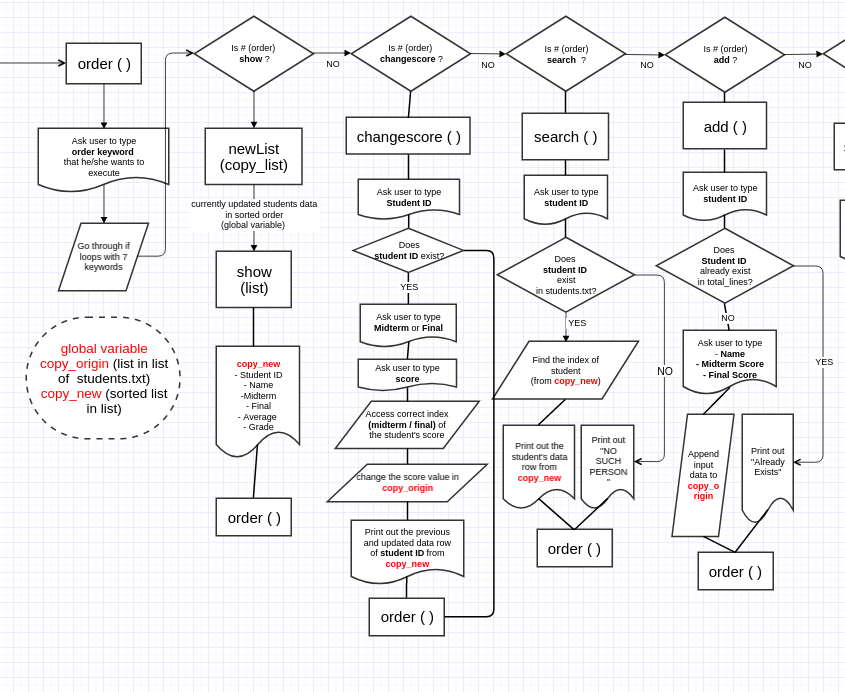 order ( )
Ask user to type
order keyword
that he/she wants to
execute
Go through if
loops with 7
keywords
global variable
copy_origin (list in list
of students.txt)
copy_new (sorted list
in list)
Is # (order)
show ?
NO
newList
(copy_list)
currently updated students data
in sorted order
(global variable)
show
(list)
copy_new
- Student ID
- Name
-Midterm
- Final
- Average
- Grade
order ( )
Is # (order)
changescore ?
NO
changescore ( )
Ask user to type
Student ID
Does
student ID exist?
YES
Ask user to type
Midterm or Final
Ask user to type
score
Access correct index
(midterm / final) of
the student's score
change the score value in
copy_origin
Print out the previous
and updated data row
of student ID from
copy_new
order ( )
Is # (order)
search ?
NO
search ( )
Ask user to type
student ID
Does
student ID
exist
in students.txt?
YES
NO
Find the index of
student
(from copy_new)
Print out the
student's data
row from
copy_new
Print out
"NO
SUCH
PERSON
"
order ( )
Is # (order)
add ?
NO
add ( )
Ask user to type
student ID
Does
Student ID
already exist
in total_lines?
NO
YES
Ask user to type
- Name
- Midterm Score
- Final Score
Append
input
data to
copy_o
rigin
Print out
"Already
Exists"
order ( )